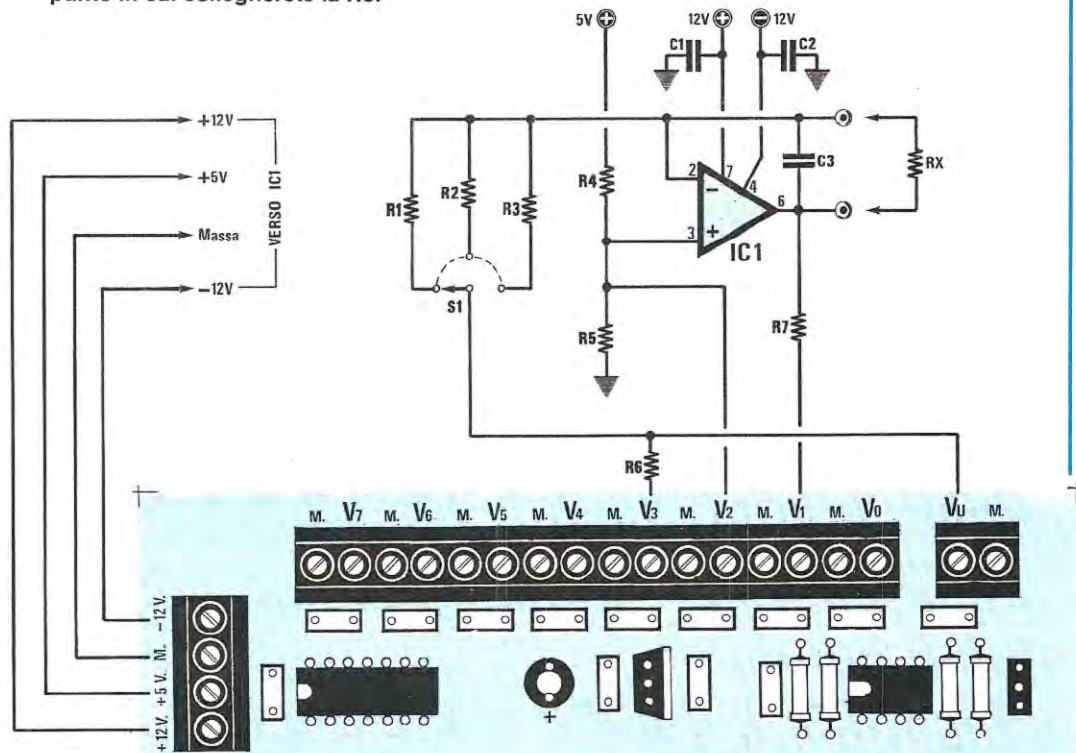 punto in cui collegherete la RX.
5V
12V
12V
C1
C2
+12V
+5V
Massa
-12V
VERSO IC1
R1
R2
R3
S1
R4
R5
2
3
7
4
6
-
+
IC1
C3
RX
R7
R6
M. V7 M. V6 M. V5 M. V4 M. V3 M. V2 M. V1 M. V0 VU M.
-12V.
M.
+5V.
+12V.
+